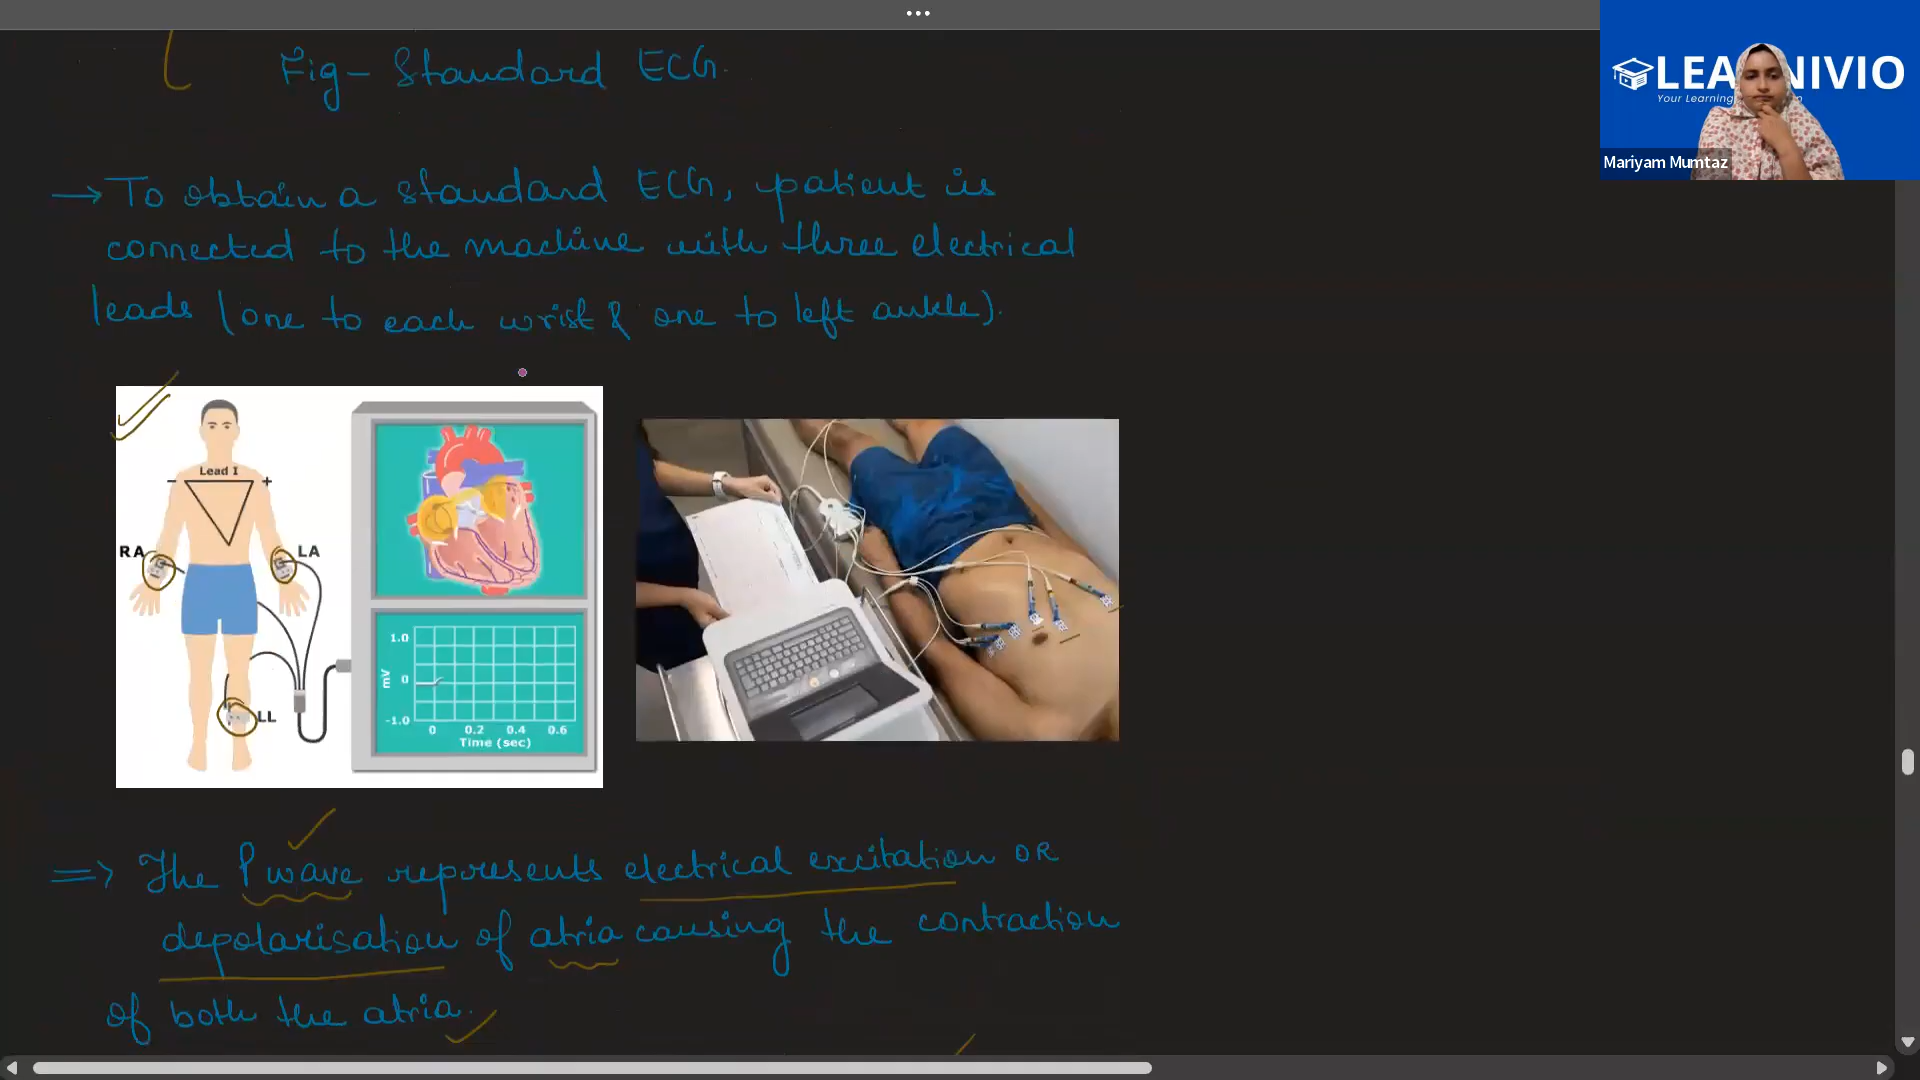 Fig- Standard ECG.
LEA NIVIO
Your Learning
Mariyam Mumtaz
→ To obtain a standard ECG, patient is
connected to the machine with three electrical
leads (one to each wrist & one to left ankle).
Lead I
- +
RA LA
LL
1.0
mV 0
-1.0
0 0.2 0.4 0.6
Time (sec)
=> The P wave represents electrical excitation OR
depolarisation of atria causing the contraction
of both the atria.